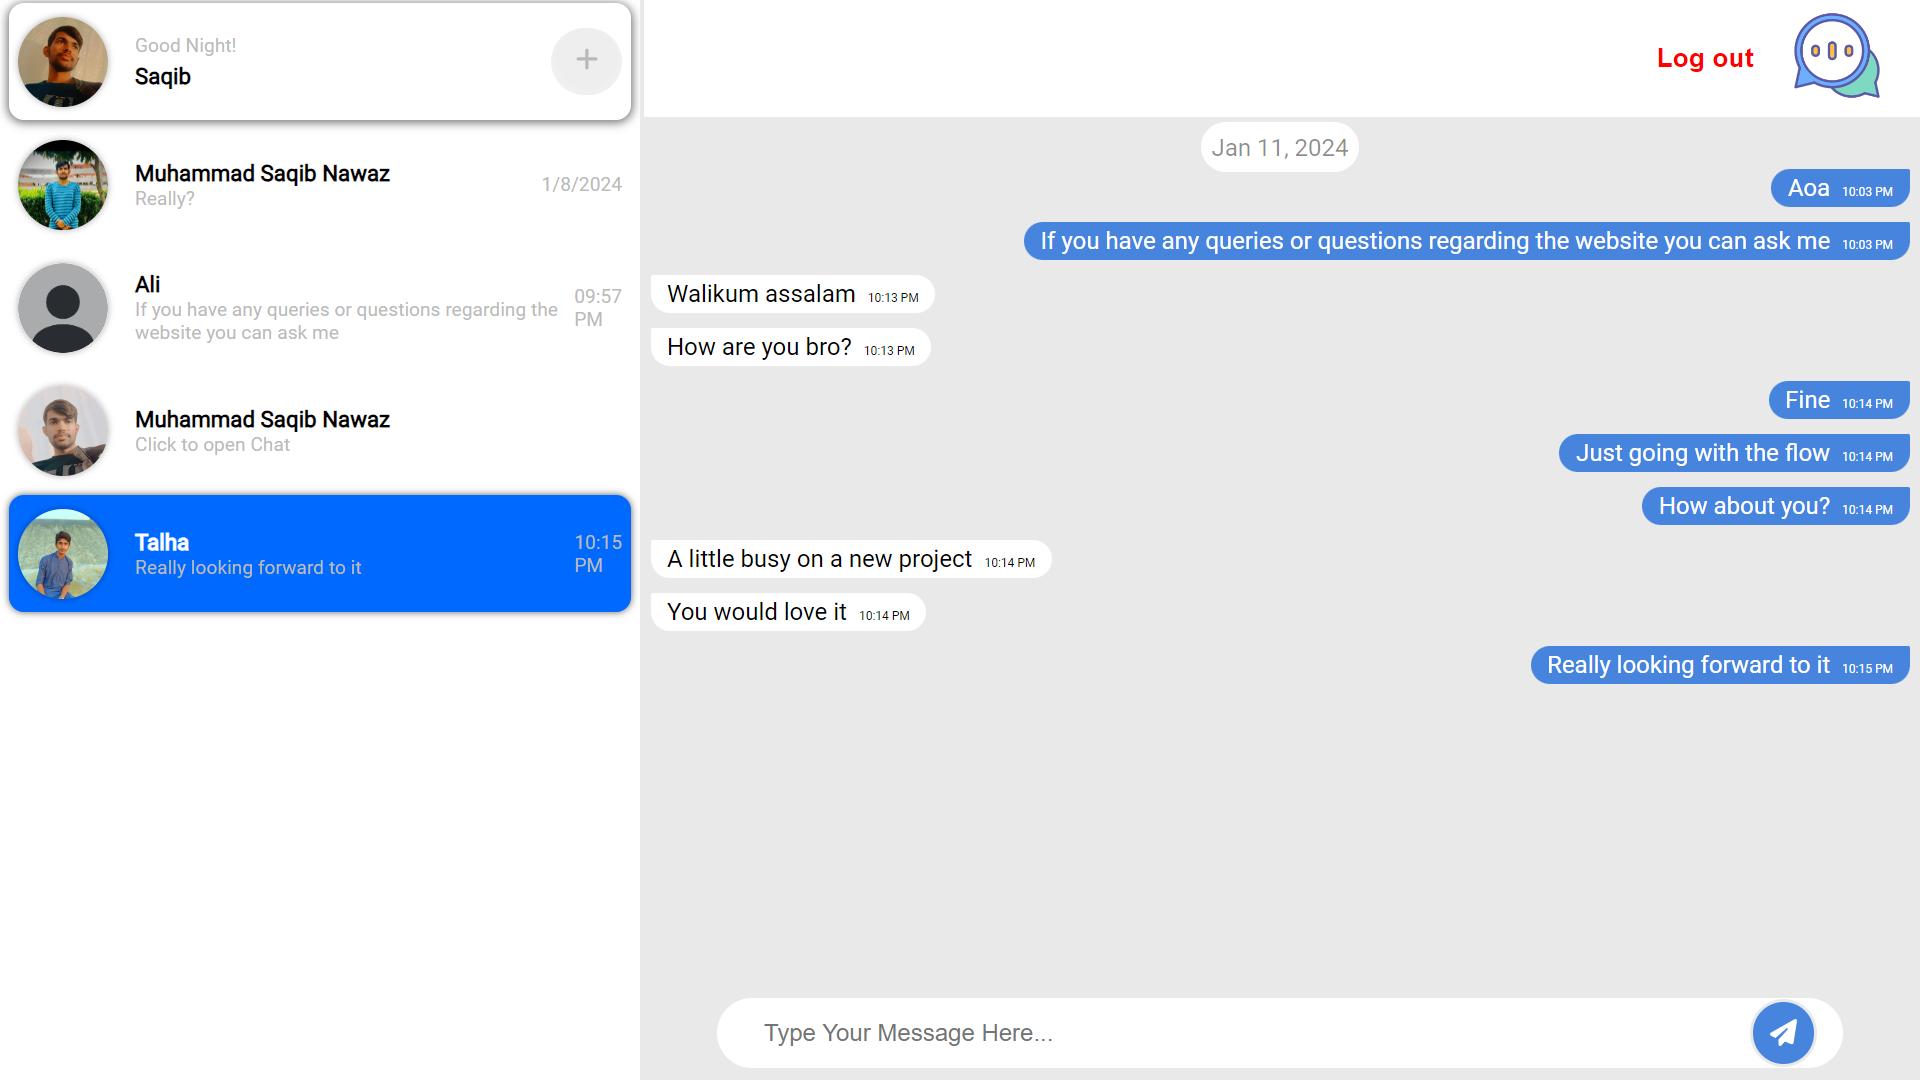 Good Night!
Saqib
Muhammad Saqib Nawaz
Really?
1/8/2024
Ali
If you have any queries or questions regarding the
website you can ask me
09:57
PM
Muhammad Saqib Nawaz
Click to open Chat
Talha
Really looking forward to it
10:15
PM
Log out
Jan 11, 2024
Aoa 10:03 PM
If you have any queries or questions regarding the website you can ask me 10:03 PM
Walikum assalam 10:13 PM
How are you bro? 10:13 PM
Fine 10:14 PM
Just going with the flow 10:14 PM
How about you? 10:14 PM
A little busy on a new project 10:14 PM
You would love it 10:14 PM
Really looking forward to it 10:15 PM
Type Your Message Here...